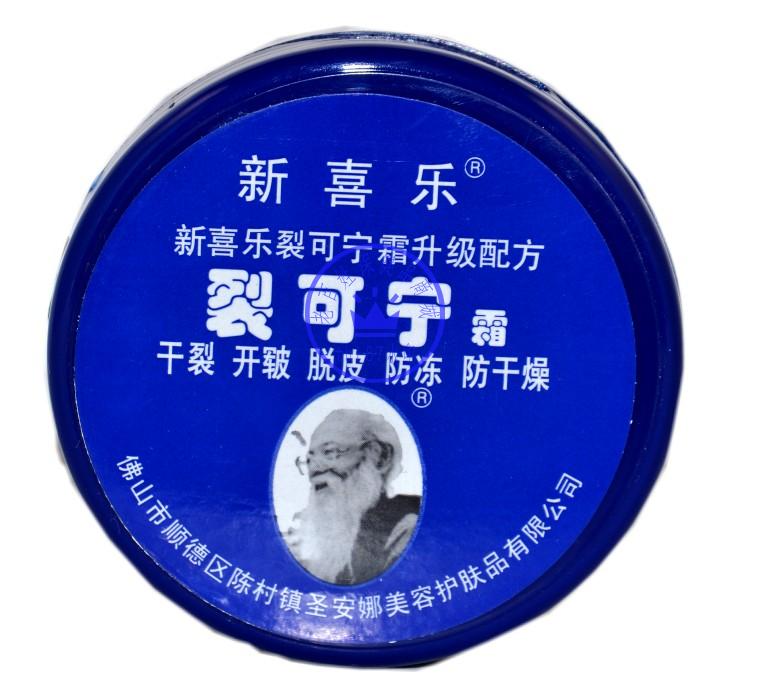 新喜乐®
新喜乐裂可宁霜升级配方
裂可宁霜
干裂 开皲 脱皮 防冻 防干燥
®
佛山市顺德区陈村镇圣安娜美容护肤品有限公司